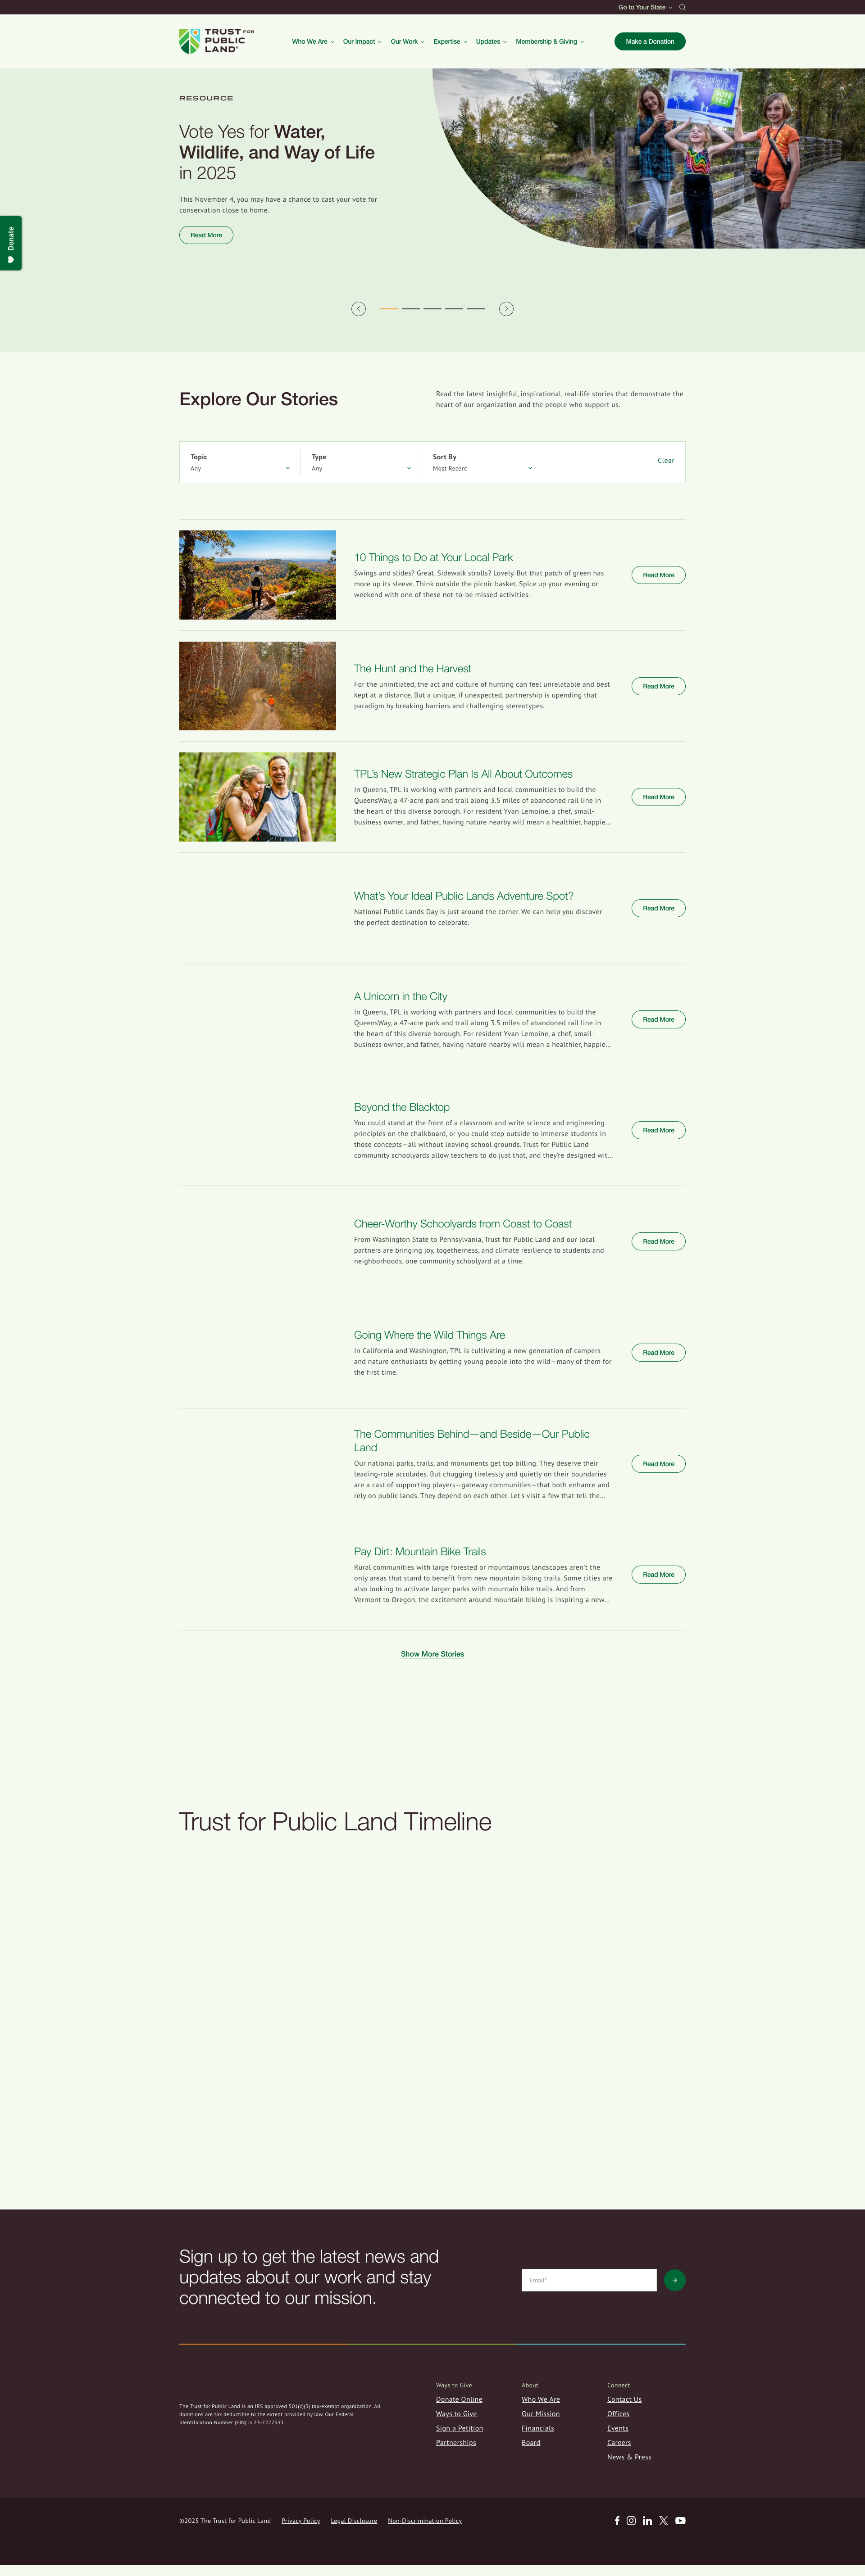 Go to Your State
TRUST FOR
PUBLIC
LAND
Who We Are
Our Impact
Our Work
Expertise
Updates
Membership & Giving
Make a Donation
RESOURCE
Vote Yes for Water,
Wildlife, and Way of Life
in 2025
This November 4, you may have a chance to cast your vote for
conservation close to home.
Read More
VOTE
YES!
Donate
Explore Our Stories
Read the latest insightful, inspirational, real-life stories that demonstrate the
heart of our organization and the people who support us.
Topic
Any
Type
Any
Sort By
Most Recent
Clear
10 Things to Do at Your Local Park
Swings and slides? Great. Sidewalk strolls? Lovely. But that patch of green has
more up its sleeve. Think outside the picnic basket. Spice up your evening or
weekend with one of these not-to-be missed activities.
Read More
The Hunt and the Harvest
For the uninitiated, the act and culture of hunting can feel unrelatable and best
kept at a distance. But a unique, if unexpected, partnership is upending that
paradigm by breaking barriers and challenging stereotypes.
Read More
TPL's New Strategic Plan Is All About Outcomes
In Queens, TPL is working with partners and local communities to build the
QueensWay, a 47-acre park and trail along 3.5 miles of abandoned rail line in
the heart of this diverse borough. For resident Yvan Lemoine, a chef, small-
business owner, and father, having nature nearby will mean a healthier, happie...
Read More
What's Your Ideal Public Lands Adventure Spot?
National Public Lands Day is just around the corner. We can help you discover
the perfect destination to celebrate.
Read More
A Unicorn in the City
In Queens, TPL is working with partners and local communities to build the
QueensWay, a 47-acre park and trail along 3.5 miles of abandoned rail line in
the heart of this diverse borough. For resident Yvan Lemoine, a chef, small-
business owner, and father, having nature nearby will mean a healthier, happie...
Read More
Beyond the Blacktop
You could stand at the front of a classroom and write science and engineering
principles on the chalkboard, or you could step outside to immerse students in
those concepts—all without leaving school grounds. Trust for Public Land
community schoolyards allow teachers to do just that, and they're designed wit...
Read More
Cheer-Worthy Schoolyards from Coast to Coast
From Washington State to Pennsylvania, Trust for Public Land and our local
partners are bringing joy, togetherness, and climate resilience to students and
neighborhoods, one community schoolyard at a time.
Read More
Going Where the Wild Things Are
In California and Washington, TPL is cultivating a new generation of campers
and nature enthusiasts by getting young people into the wild—many of them for
the first time.
Read More
The Communities Behind—and Beside—Our Public
Land
Our national parks, trails, and monuments get top billing. They deserve their
leading-role accolades. But chugging tirelessly and quietly on their boundaries
are a cast of supporting players—gateway communities—that both enhance and
rely on public lands. They depend on each other. Let's visit a few that tell the...
Read More
Pay Dirt: Mountain Bike Trails
Rural communities with large forested or mountainous landscapes aren't the
only areas that stand to benefit from new mountain biking trails. Some cities are
also looking to activate larger parks with mountain bike trails. And from
Vermont to Oregon, the excitement around mountain biking is inspiring a new...
Read More
Show More Stories
Trust for Public Land Timeline
Sign up to get the latest news and
updates about our work and stay
connected to our mission.
Email*
The Trust for Public Land is an IRS approved 501(c)(3) tax-exempt organization. All
donations are tax deductible to the extent provided by law. Our Federal
Identification Number (EIN) is 23-7222333.
Ways to Give
Donate Online
Ways to Give
Sign a Petition
Partnerships
About
Who We Are
Our Mission
Financials
Board
Connect
Contact Us
Offices
Events
Careers
News & Press
©2025 The Trust for Public Land
Privacy Policy
Legal Disclosure
Non-Discrimination Policy